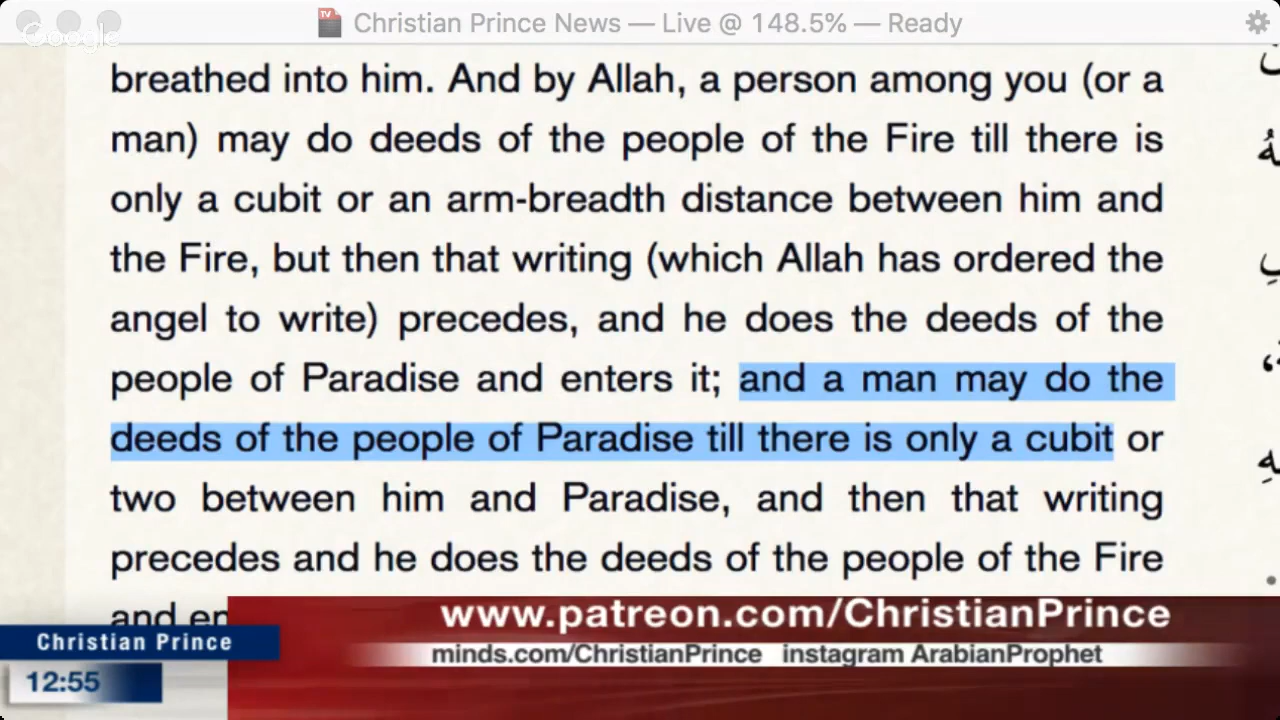 TV Christian Prince News — Live @ 148.5% — Ready
Google
breathed into him. And by Allah, a person among you (or a
man) may do deeds of the people of the Fire till there is
only a cubit or an arm-breadth distance between him and
the Fire, but then that writing (which Allah has ordered the
angel to write) precedes, and he does the deeds of the
people of Paradise and enters it; and a man may do the
deeds of the people of Paradise till there is only a cubit or
two between him and Paradise, and then that writing
precedes and he does the deeds of the people of the Fire
and en
www.patreon.com/ChristianPrince
Christian Prince
minds.com/ChristianPrince instagram ArabianProphet
12:55